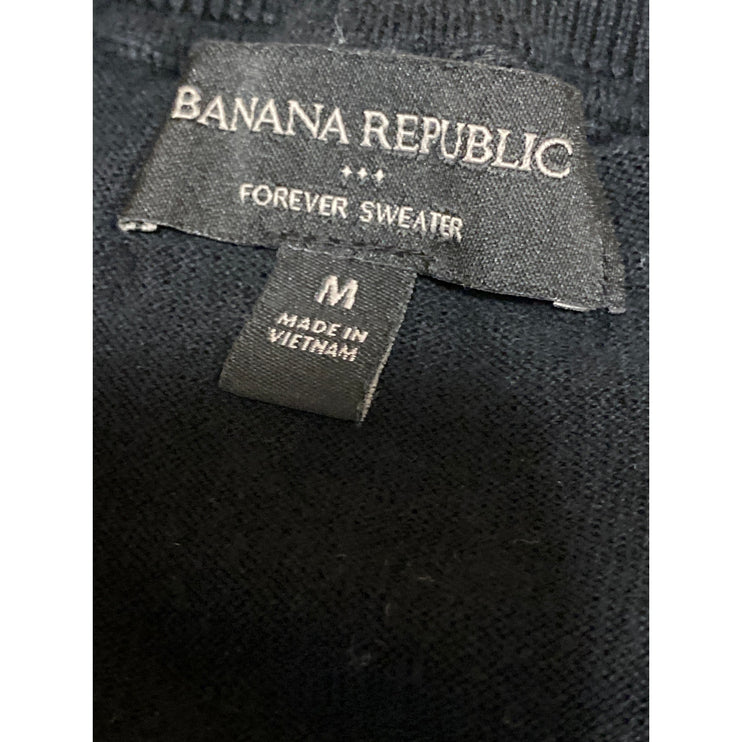 BANANA REPUBLIC
FOREVER SWEATER
M
MADE IN
VIETNAM